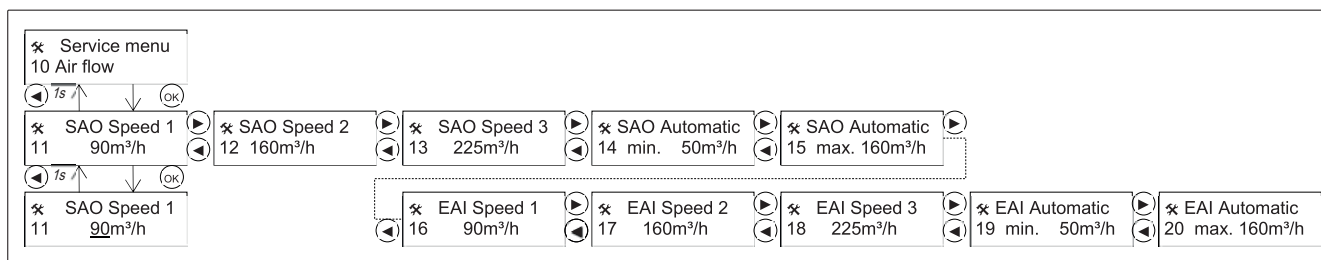 Service menu
10 Air flow
1s
OK
SAO Speed 1
11 90m³/h
SAO Speed 2
12 160m³/h
SAO Speed 3
13 225m³/h
SAO Automatic
14 min. 50m³/h
SAO Automatic
15 max. 160m³/h
1s
OK
SAO Speed 1
11 90m³/h
EAI Speed 1
16 90m³/h
EAI Speed 2
17 160m³/h
EAI Speed 3
18 225m³/h
EAI Automatic
19 min. 50m³/h
EAI Automatic
20 max. 160m³/h